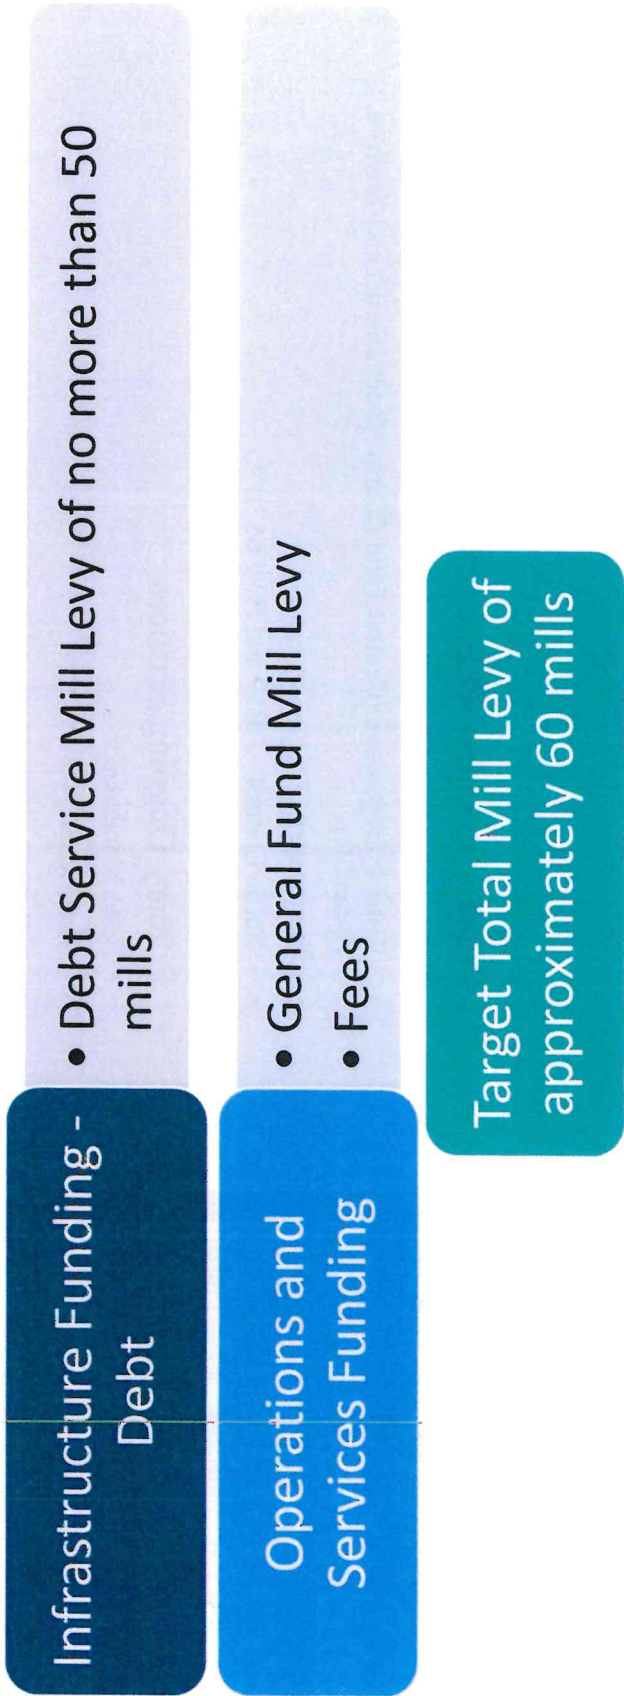 Infrastructure Funding -
Debt
• Debt Service Mill Levy of no more than 50
mills
Operations and
Services Funding
• General Fund Mill Levy
• Fees
Target Total Mill Levy of
approximately 60 mills